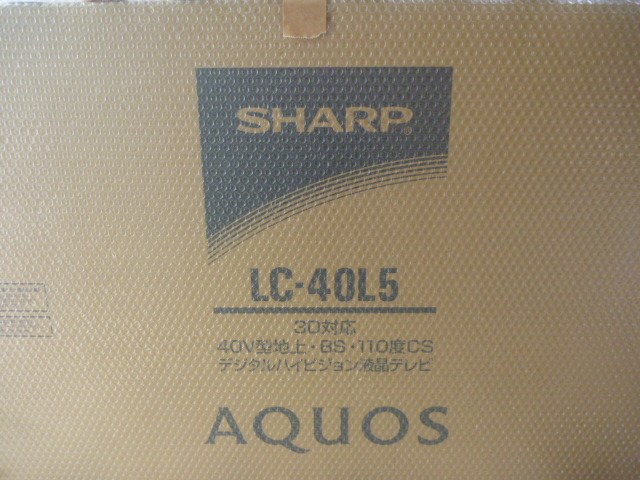 SHARP®
LC-40L5
3D対応
40V型地上・BS・110度CS
デジタルハイビジョン液晶テレビ
AQUOS